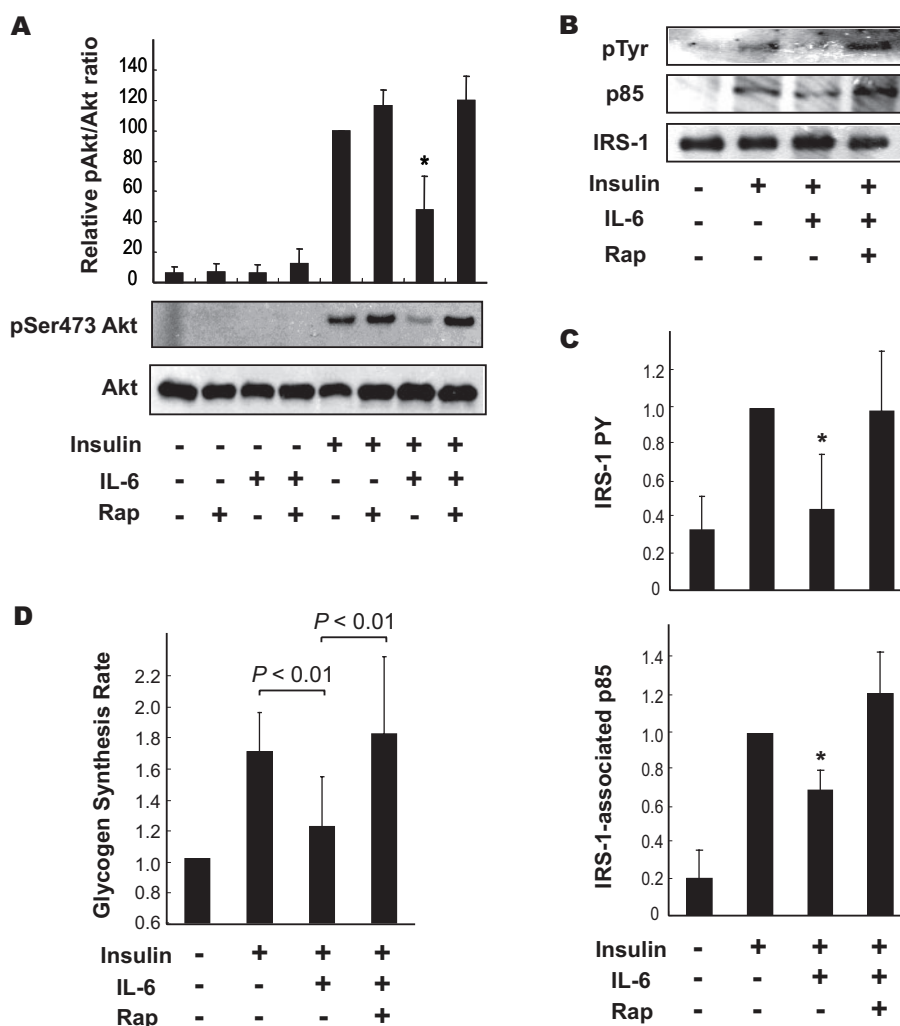 A
Relative pAkt/Akt ratio
140
120
100
80
60
40
20
0
*
pSer473 Akt
Akt
Insulin - - - - + + + +
IL-6 - - + + - - + +
Rap - + - + - + - +
B
pTyr
p85
IRS-1
Insulin - + + +
IL-6 - - + +
Rap - - - +
C
IRS-1 PY
1.2
1.0
0.8
0.6
0.4
0.2
0
*
IRS-1-associated p85
1.4
1.2
1.0
0.8
0.6
0.4
0.2
0
*
Insulin - + + +
IL-6 - - + +
Rap - - - +
D
Glycogen Synthesis Rate
2.2
2.0
1.8
1.6
1.4
1.2
1.0
0.8
0.6
P < 0.01
P < 0.01
Insulin - + + +
IL-6 - - + +
Rap - - - +